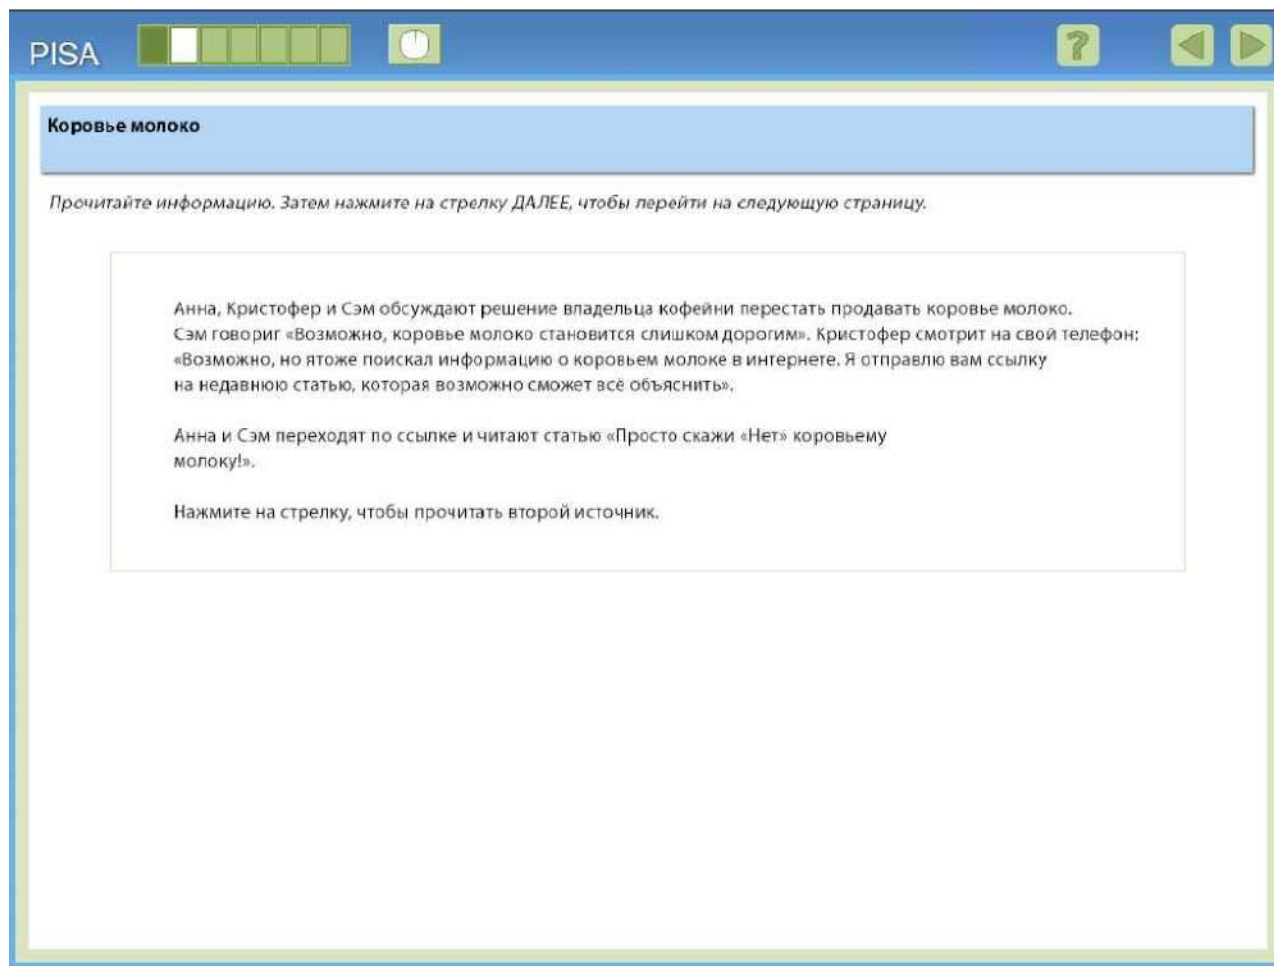 PISA
?
Коровье молоко
Прочитайте информацию. Затем нажмите на стрелку ДАЛЕЕ, чтобы перейти на следующую страницу.
Анна, Кристофер и Сэм обсуждают решение владельца кофейни перестать продавать коровье молоко.
Сэм говориг «Возможно, коровье молоко становится слишком дорогим». Кристофер смотрит на свой телефон:
«Возможно, но ятоже поискал информацию о коровьем молоке в интернете. Я отправлю вам ссылку
на недавнюю статью, которая возможно сможет всё объяснить».
Анна и Сэм переходят по ссылке и читают статью «Просто скажи «Нет» коровьему
молоку!».
Нажмите на стрелку, чтобы прочитать второй источник.